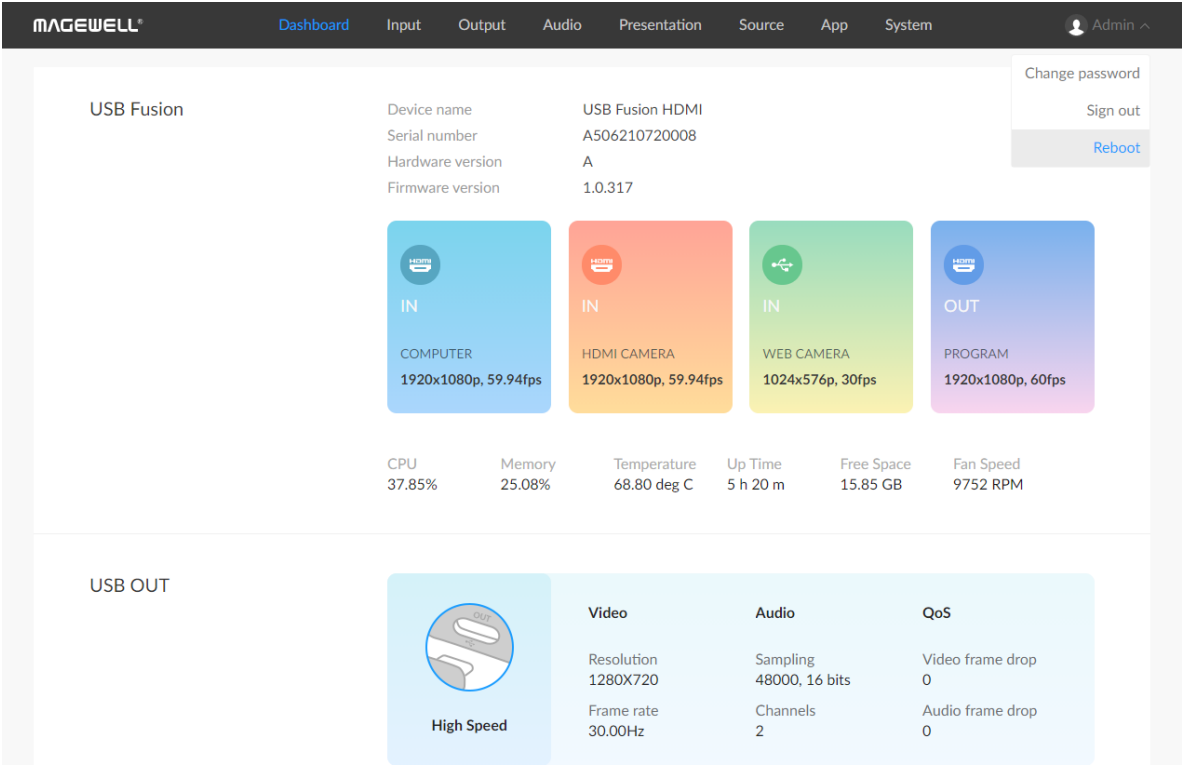 MAGEWELL®
Dashboard Input Output Audio Presentation Source App System Admin
Change password
Sign out
Reboot
USB Fusion
Device name USB Fusion HDMI
Serial number A506210720008
Hardware version A
Firmware version 1.0.317
HDMI HDMI HDMI
IN IN IN OUT
COMPUTER HDMI CAMERA WEB CAMERA PROGRAM
1920x1080p, 59.94fps 1920x1080p, 59.94fps 1024x576p, 30fps 1920x1080p, 60fps
CPU Memory Temperature Up Time Free Space Fan Speed
37.85% 25.08% 68.80 deg C 5 h 20 m 15.85 GB 9752 RPM
USB OUT
OUT
High Speed
Video Audio QoS
Resolution Sampling Video frame drop
1280X720 48000, 16 bits 0
Frame rate Channels Audio frame drop
30.00Hz 2 0